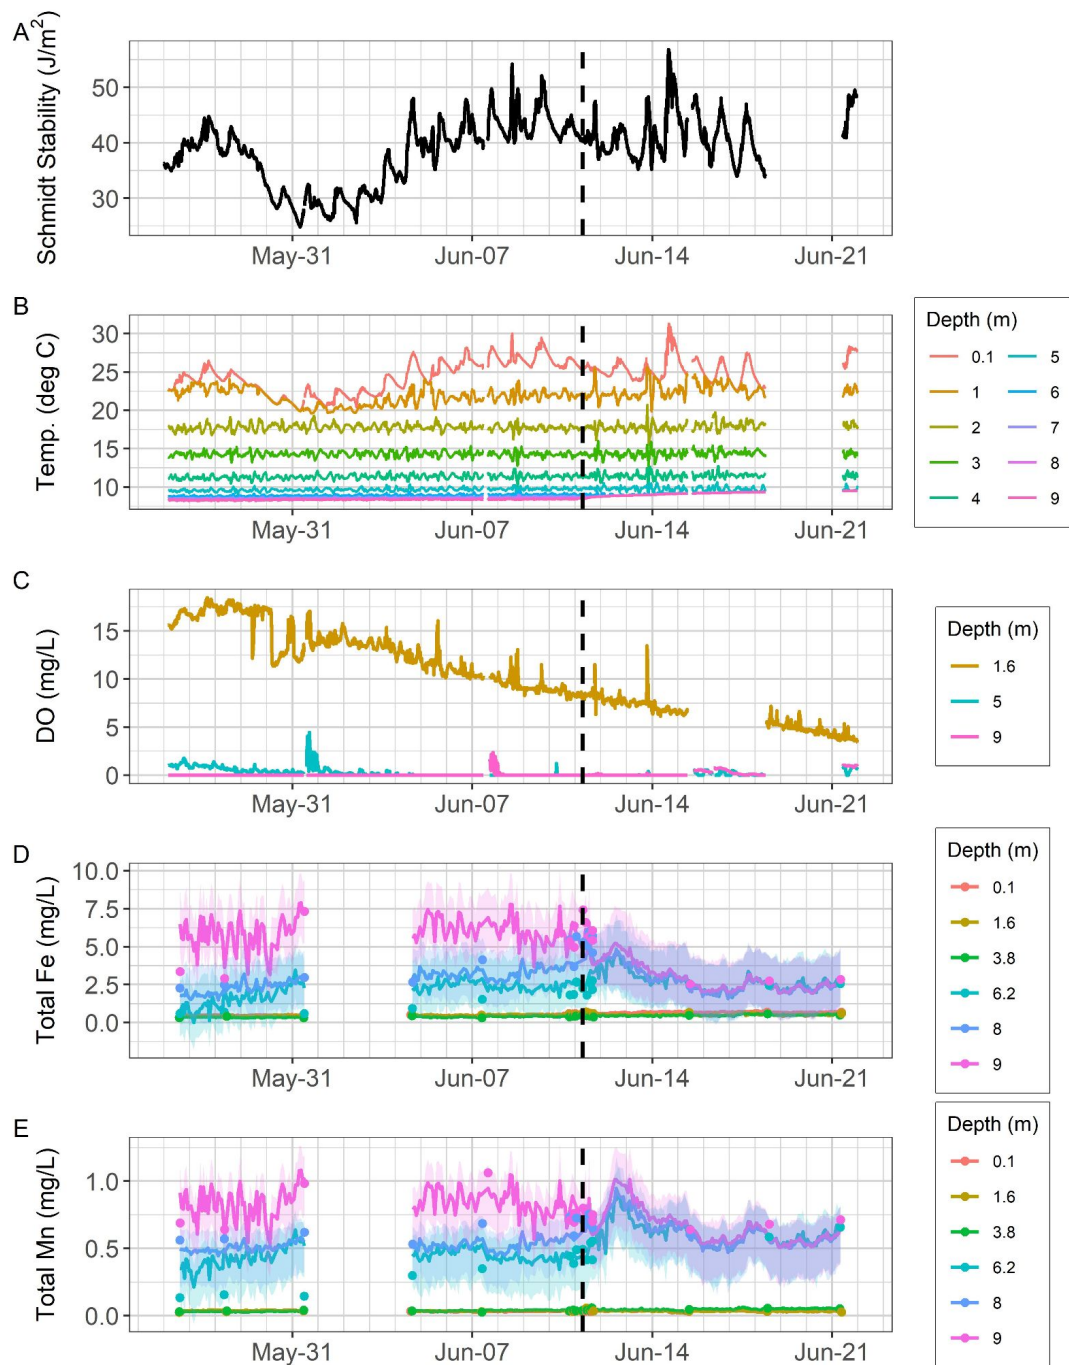 A
Schmidt Stability (J/m²)
50
40
30
May-31 Jun-07 Jun-14 Jun-21
B
Temp. (deg C)
30
25
20
15
10
May-31 Jun-07 Jun-14 Jun-21
Depth (m)
0.1 5
1 6
2 7
3 8
4 9
C
DO (mg/L)
15
10
5
0
May-31 Jun-07 Jun-14 Jun-21
Depth (m)
1.6
5
9
D
Total Fe (mg/L)
10.0
7.5
5.0
2.5
0.0
May-31 Jun-07 Jun-14 Jun-21
Depth (m)
0.1
1.6
3.8
6.2
8
9
E
Total Mn (mg/L)
1.0
0.5
0.0
May-31 Jun-07 Jun-14 Jun-21
Depth (m)
0.1
1.6
3.8
6.2
8
9